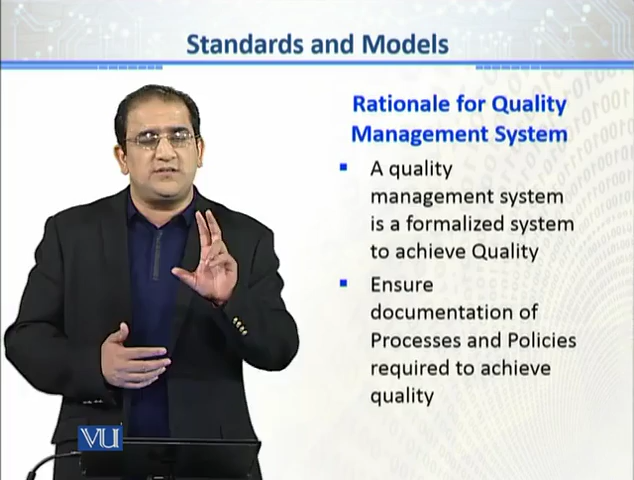 Standards and Models
Rationale for Quality
Management System
A quality
management system
is a formalized system
to achieve Quality
Ensure
documentation of
Processes and Policies
required to achieve
quality
VU